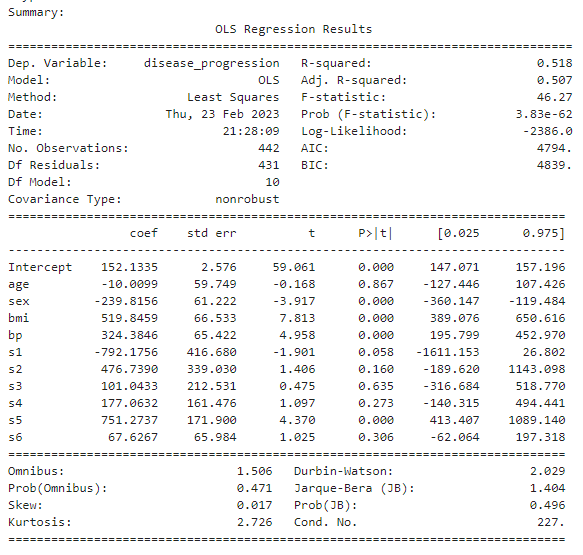 Summary:
                            OLS Regression Results
==============================================================================
Dep. Variable:     disease_progression   R-squared:                       0.518
Model:                             OLS   Adj. R-squared:                  0.507
Method:                  Least Squares   F-statistic:                     46.27
Date:                 Thu, 23 Feb 2023   Prob (F-statistic):           3.83e-62
Time:                         21:28:09   Log-Likelihood:                -2386.0
No. Observations:                  442   AIC:                             4794.
Df Residuals:                      431   BIC:                             4839.
Df Model:                           10
Covariance Type:             nonrobust
==============================================================================
                 coef    std err          t      P>|t|      [0.025      0.975]
------------------------------------------------------------------------------
Intercept    152.1335      2.576     59.061      0.000     147.071     157.196
age          -10.0099     59.749     -0.168      0.867    -127.446     107.426
sex         -239.8156     61.222     -3.917      0.000    -360.147    -119.484
bmi          519.8459     66.533      7.813      0.000     389.076     650.616
bp           324.3846     65.422      4.958      0.000     195.799     452.970
s1          -792.1756    416.680     -1.901      0.058   -1611.153      26.802
s2           476.7390    339.030      1.406      0.160    -189.620    1143.098
s3           101.0433    212.531      0.475      0.635    -316.684     518.770
s4           177.0632    161.476      1.097      0.273    -140.315     494.441
s5           751.2737    171.900      4.370      0.000     413.407    1089.140
s6            67.6267     65.984      1.025      0.306     -62.064     197.318
==============================================================================
Omnibus:                        1.506   Durbin-Watson:                   2.029
Prob(Omnibus):                  0.471   Jarque-Bera (JB):                1.404
Skew:                           0.017   Prob(JB):                        0.496
Kurtosis:                       2.726   Cond. No.                         227.
==============================================================================